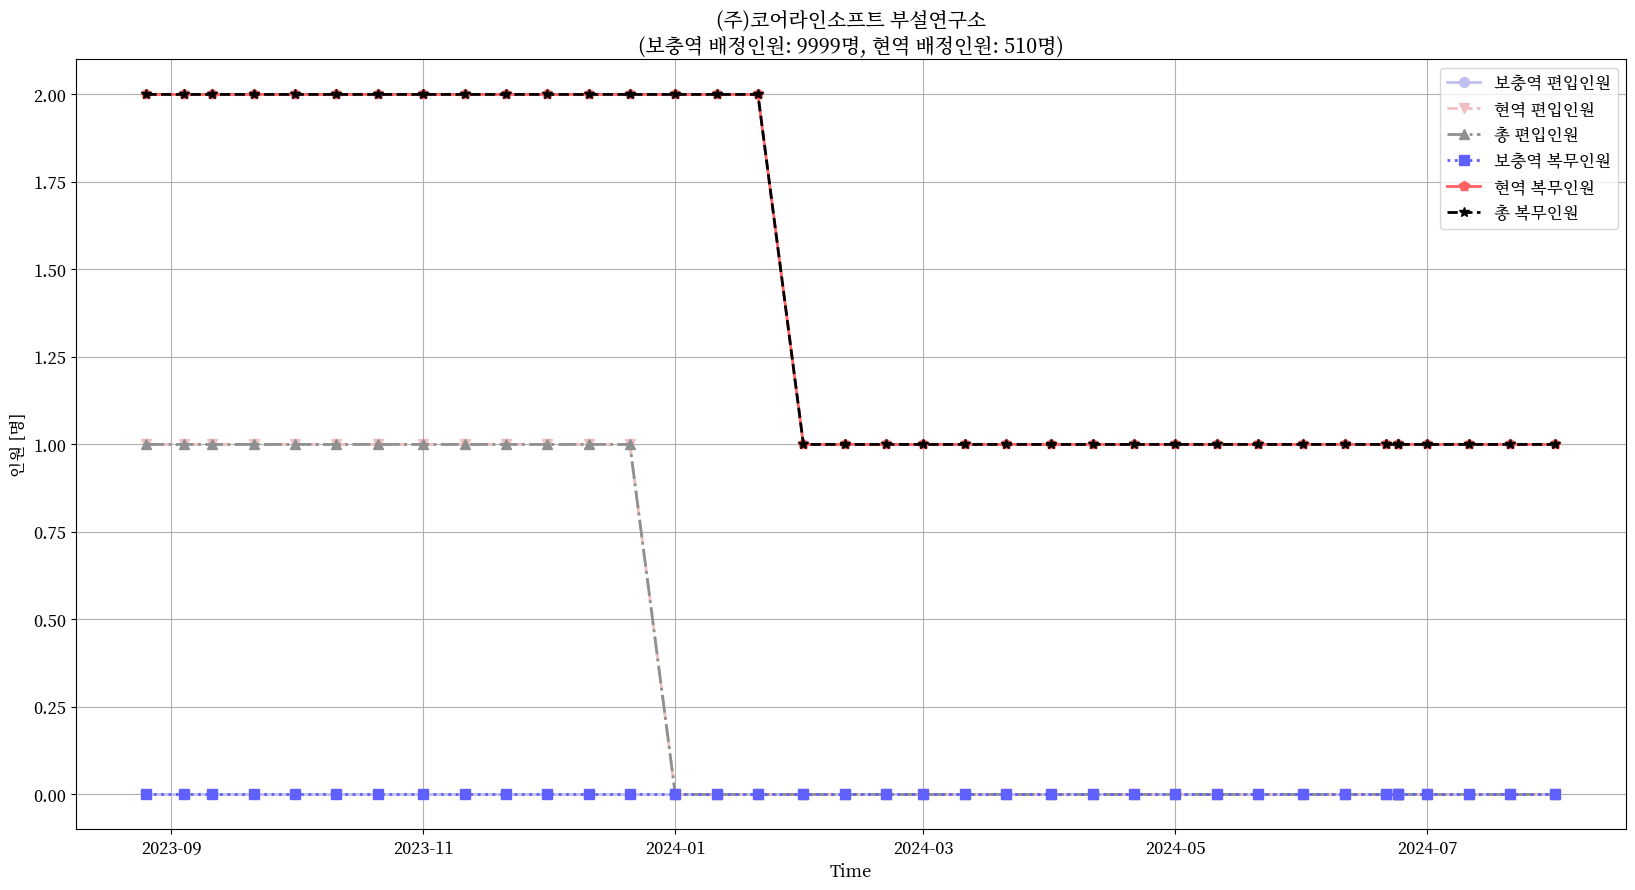 (주)코어라인소프트 부설연구소
(보충역 배정인원: 9999명, 현역 배정인원: 510명)
보충역 편입인원
현역 편입인원
총 편입인원
보충역 복무인원
현역 복무인원
총 복무인원
인원 [명]
2.00
1.75
1.50
1.25
1.00
0.75
0.50
0.25
0.00
2023-09
2023-11
2024-01
2024-03
2024-05
2024-07
Time